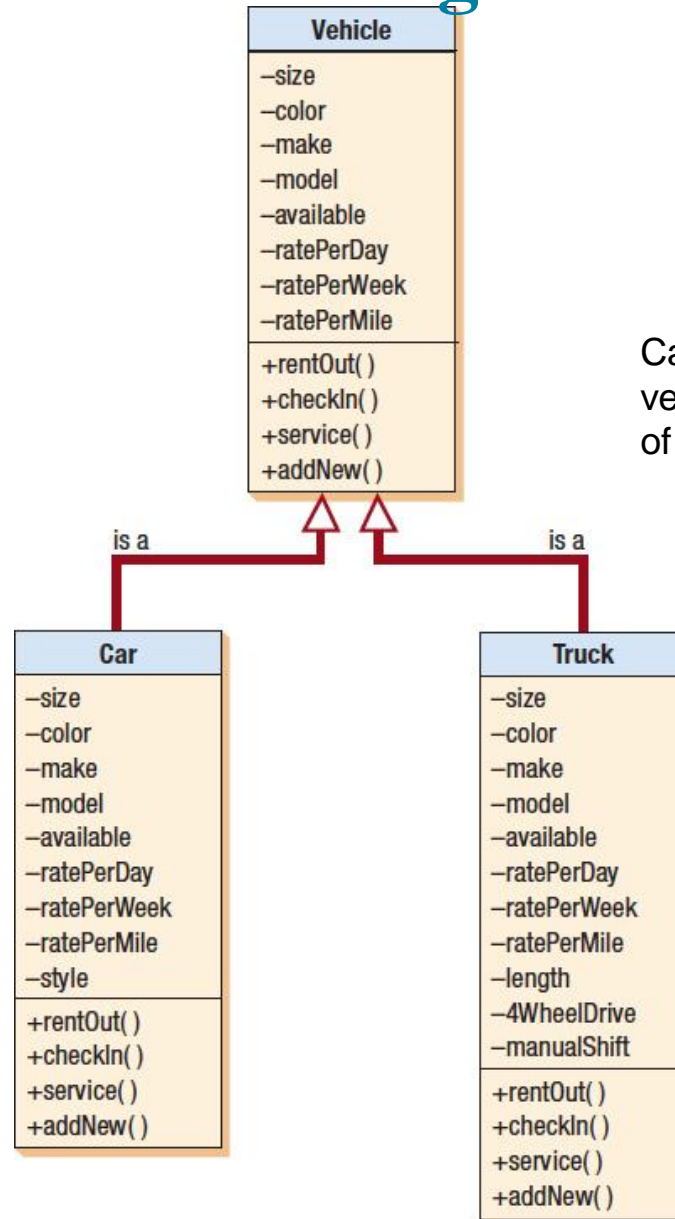 Vehicle
–size
–color
–make
–model
–available
–ratePerDay
–ratePerWeek
–ratePerMile
+rentOut( )
+checkIn( )
+service( )
+addNew( )
of
is a
is a
Car
–size
–color
–make
–model
–available
–ratePerDay
–ratePerWeek
–ratePerMile
–style
+rentOut( )
+checkIn( )
+service( )
+addNew( )
Truck
–size
–color
–make
–model
–available
–ratePerDay
–ratePerWeek
–ratePerMile
–length
–4WheelDrive
–manualShift
+rentOut( )
+checkIn( )
+service( )
+addNew( )